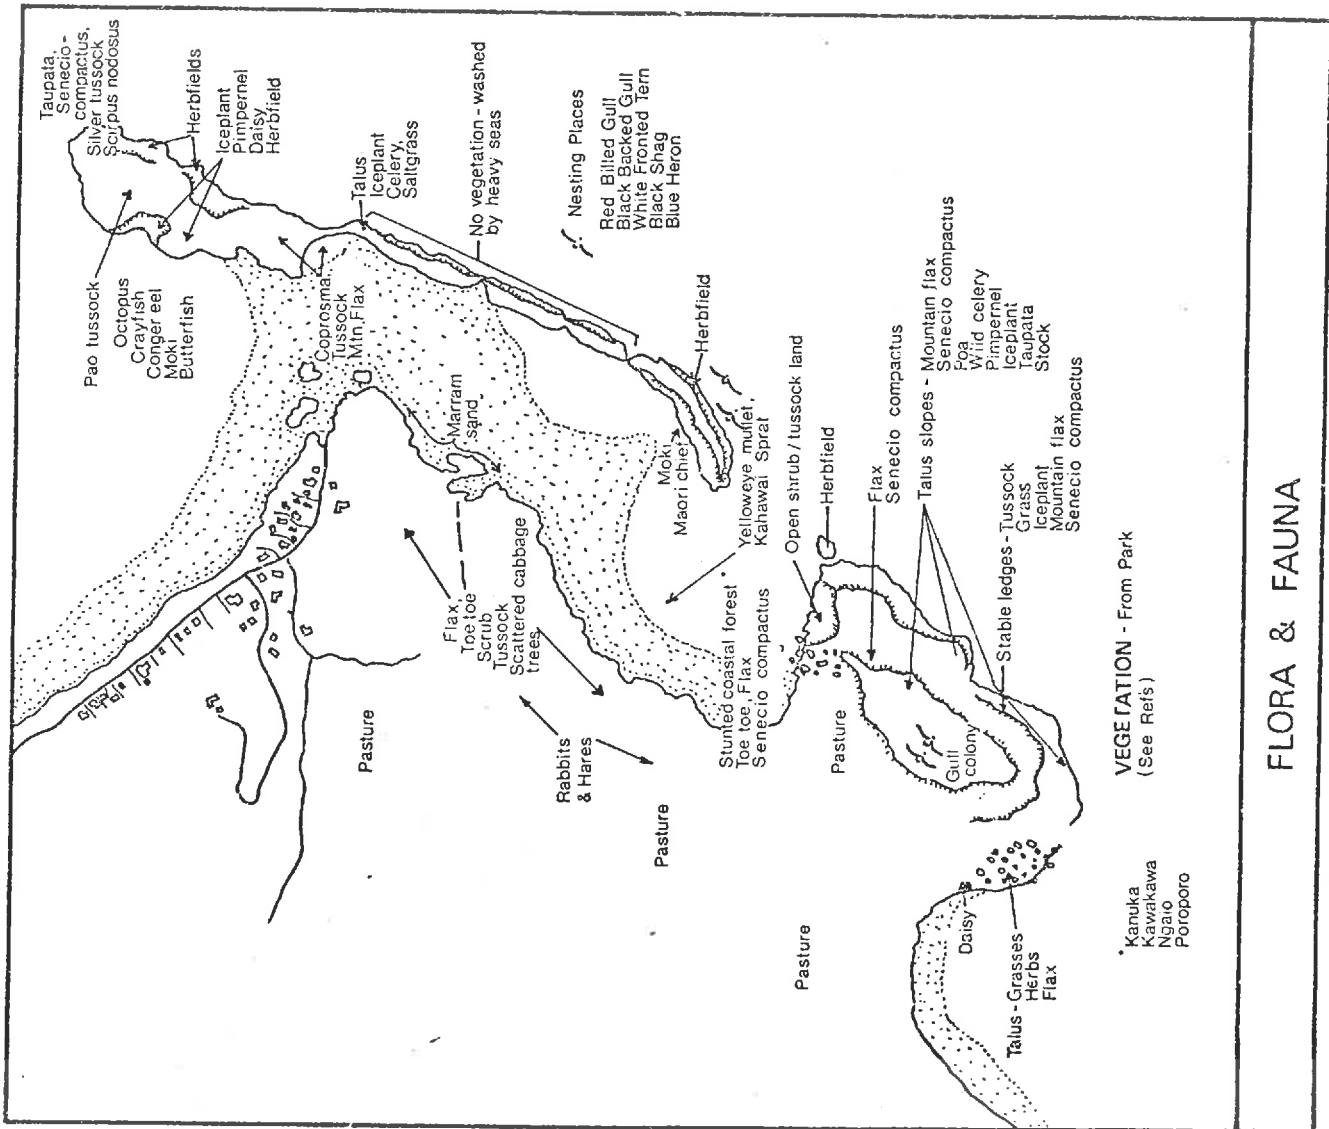 Taupata,
Senecio-
compactus,
Silver tussock
Scirpus nodosus
Herbfields
Iceplant
Pimpernel
Daisy
Herbfield
Pao tussock
Octopus
Crayfish
Conger eel
Moki
Butterfish
Talus
Iceplant
Celery,
Saltgrass
No vegetation - washed
by heavy seas
Nesting Places
Red Billed Gull
Black Backed Gull
White Fronted Tern
Black Shag
Blue Heron
Coprosma,
Tussock
Mtn, Flax
Marram
sand
Herbfield
Moki
Maori chief
Yelloweye mullet,
Kahawai Sprat
Flax,
Toe toe
Scrub
Tussock
Scattered cabbage
trees
Pasture
Rabbits
& Hares
Pasture
Stunted coastal forest*
Toe toe, Flax
Senecio compactus
Open shrub/tussock land
Herbfield
Flax
Senecio compactus
Talus slopes - Mountain flax
Senecio compactus
Poa
Wild celery
Pimpernel
Iceplant
Taupata
Stock
Stable ledges - Tussock
Grass
Iceplant
Mountain flax
Senecio compactus
Pasture
Gull
colony
Pasture
Daisy
Talus - Grasses
Herbs
Flax
VEGETATION - From Park
(See Refs)
*Kanuka
Kawakawa
Ngaio
Poroporo
FLORA & FAUNA